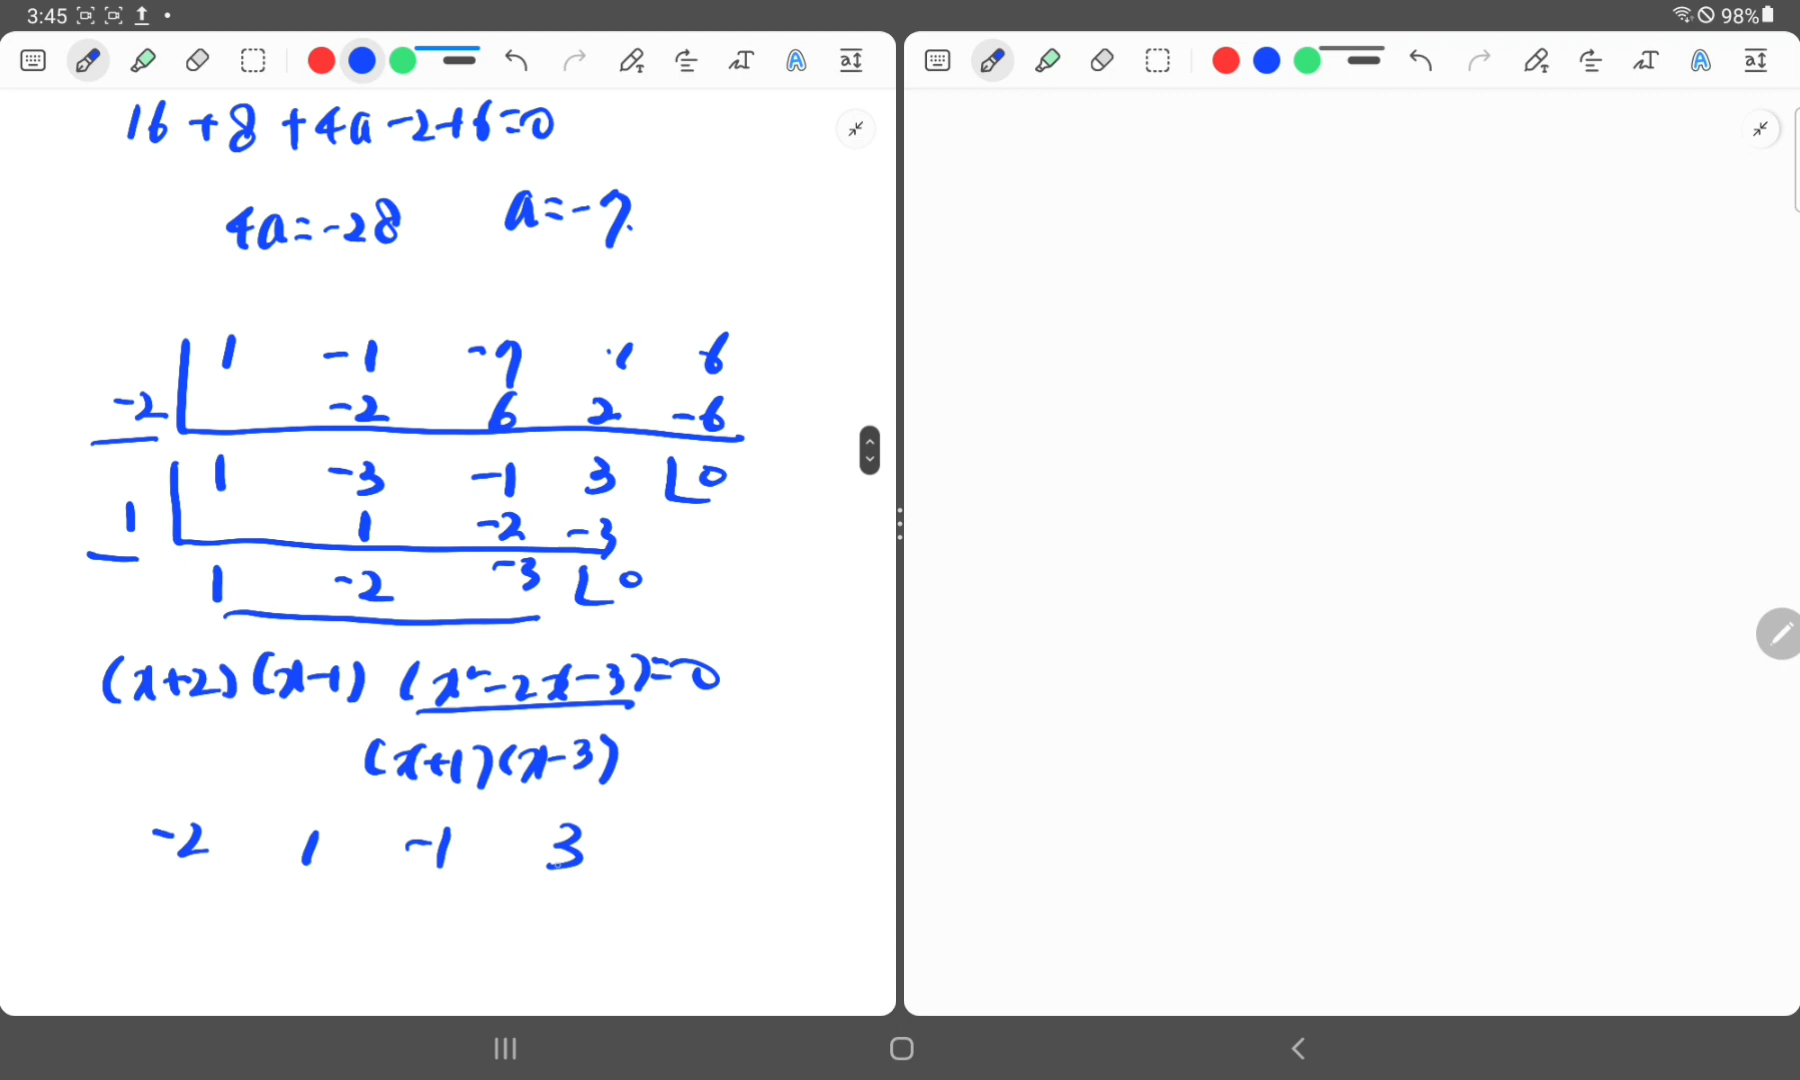 3:45
98%
16 + 8 + 4a - 2 + 6 = 0
4a = -28 a = -7
1 -1 -7 1 6
-2 -2 6 2 -6
1 -3 -1 3 0
1 1 -2 -3
1 -2 -3 0
(x+2)(x-1)(x²-2x-3)=0
(x+1)(x-3)
-2 1 -1 3